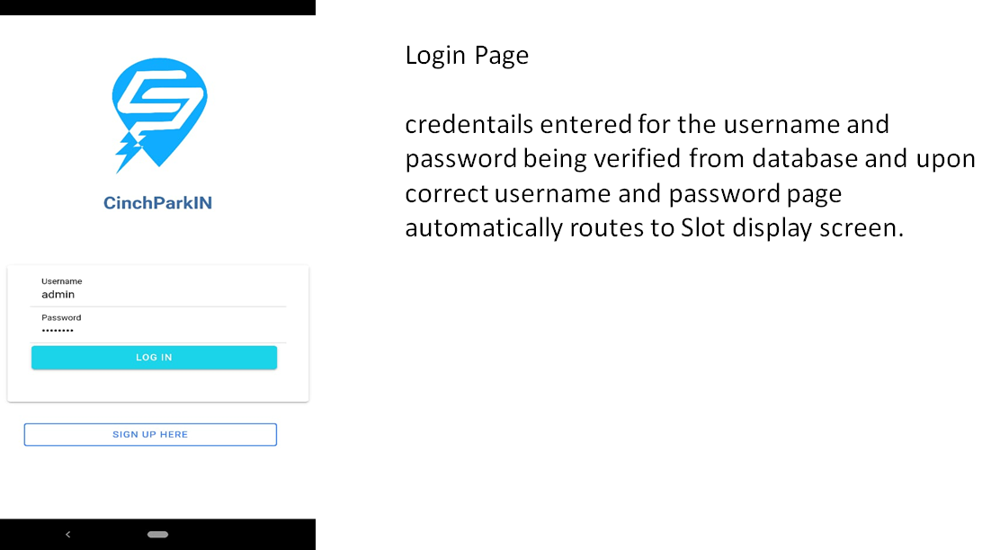 CinchParkIN
Username
admin
Password
••••••••
LOG IN
SIGN UP HERE
Login Page
credentails entered for the username and
password being verified from database and upon
correct username and password page
automatically routes to Slot display screen.